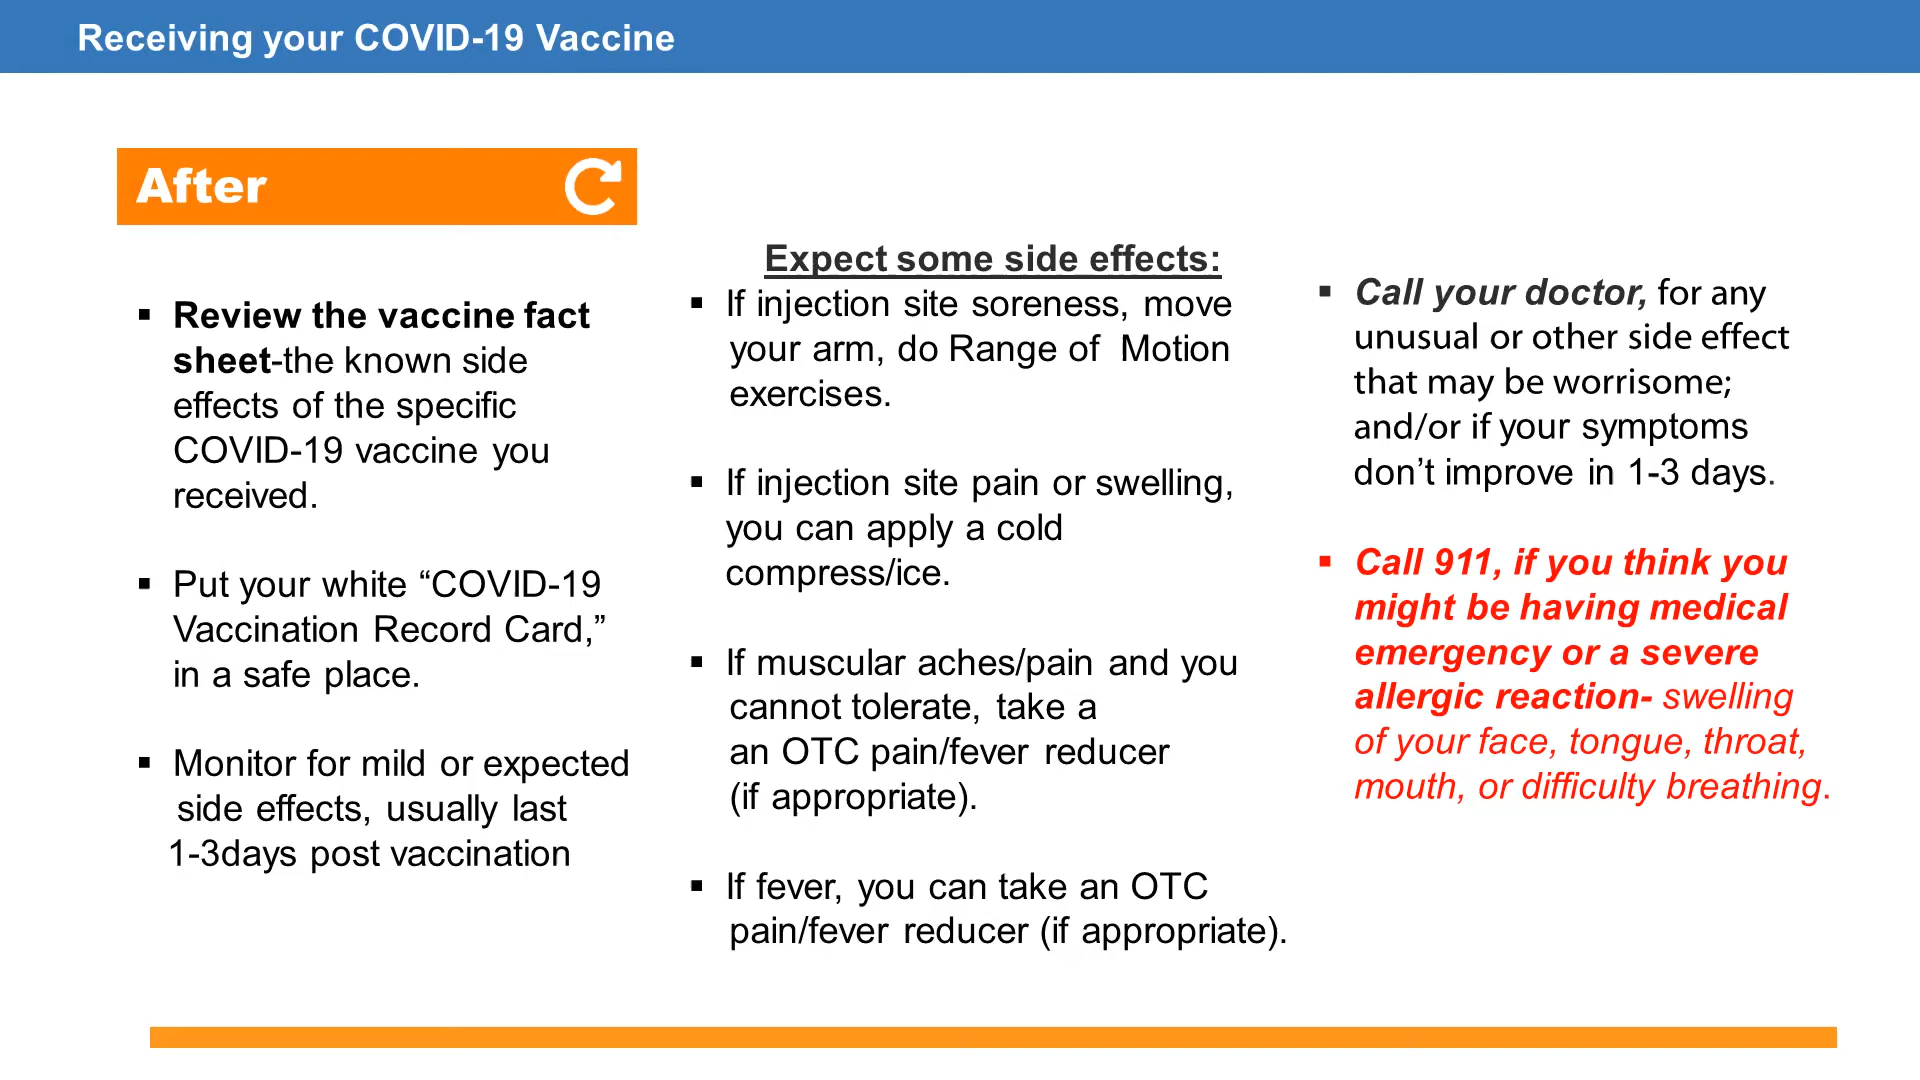 Receiving your COVID-19 Vaccine
After
▪ Review the vaccine fact
sheet-the known side
effects of the specific
COVID-19 vaccine you
received.
▪ Put your white “COVID-19
Vaccination Record Card,”
in a safe place.
▪ Monitor for mild or expected
side effects, usually last
1-3days post vaccination
Expect some side effects:
▪ If injection site soreness, move
your arm, do Range of Motion
exercises.
▪ If injection site pain or swelling,
you can apply a cold
compress/ice.
▪ If muscular aches/pain and you
cannot tolerate, take a
an OTC pain/fever reducer
(if appropriate).
▪ If fever, you can take an OTC
pain/fever reducer (if appropriate).
▪ Call your doctor, for any
unusual or other side effect
that may be worrisome;
and/or if your symptoms
don’t improve in 1-3 days.
▪ Call 911, if you think you
might be having medical
emergency or a severe
allergic reaction- swelling
of your face, tongue, throat,
mouth, or difficulty breathing.